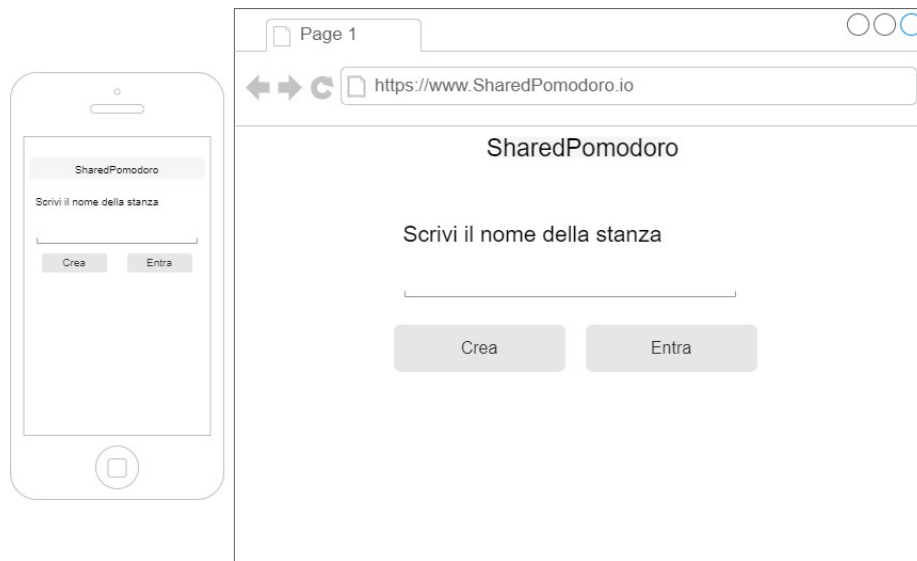 SharedPomodoro
Scrivi il nome della stanza
Crea
Entra
Page 1
https://www.SharedPomodoro.io
SharedPomodoro
Scrivi il nome della stanza
Crea
Entra